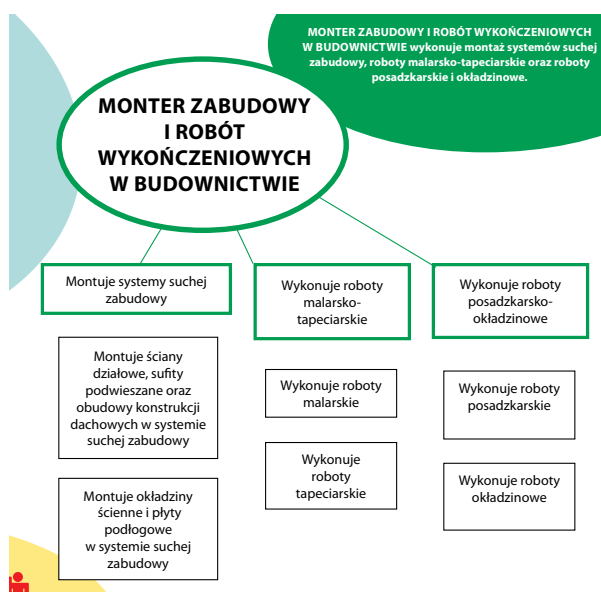 MONTER ZABUDOWY I ROBÓT WYKOŃCZENIOWYCH
W BUDOWNICTWIE wykonuje montaż systemów suchej
zabudowy, roboty malarsko-tapeciarskie oraz roboty
posadzkarskie i okładzinowe.
MONTER ZABUDOWY
I ROBÓT
WYKOŃCZENIOWYCH
W BUDOWNICTWIE
Montuje systemy suchej
zabudowy
Montuje ściany
działowe, sufity
podwieszane oraz
obudowy konstrukcji
dachowych w systemie
suchej zabudowy
Montuje okładziny
ścienne i płyty
podłogowe
w systemie suchej
zabudowy
Wykonuje roboty
malarsko-
tapeciarskie
Wykonuje roboty
malarskie
Wykonuje
roboty
tapeciarskie
Wykonuje roboty
posadzkarsko-
okładzinowe
Wykonuje roboty
posadzkarskie
Wykonuje roboty
okładzinowe